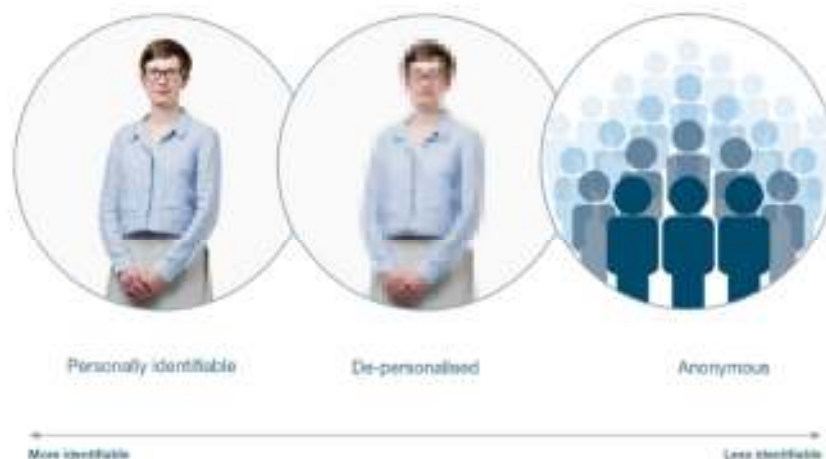 Personally identifiable
De-personalised
Anonymous
More identifiable
Less identifiable